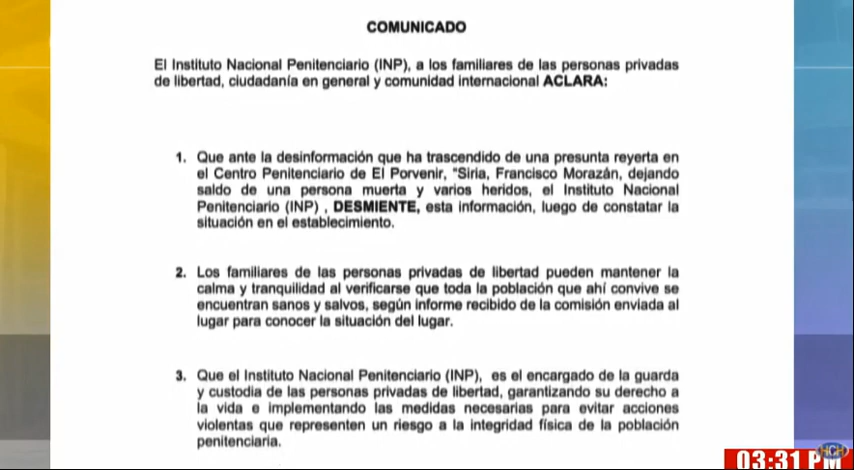 COMUNICADO
El Instituto Nacional Penitenciario (INP), a los familiares de las personas privadas
de libertad, ciudadanía en general y comunidad internacional ACLARA:
1. Que ante la desinformación que ha trascendido de una presunta reyerta en
el Centro Penitenciario de El Porvenir, "Siria, Francisco Morazán, dejando
saldo de una persona muerta y varios heridos, el Instituto Nacional
Penitenciario (INP) , DESMIENTE, esta información, luego de constatar la
situación en el establecimiento.
2. Los familiares de las personas privadas de libertad pueden mantener la
calma y tranquilidad al verificarse que toda la población que ahí convive se
encuentran sanos y salvos, según informe recibido de la comisión enviada al
lugar para conocer la situación del lugar.
3. Que el Instituto Nacional Penitenciario (INP), es el encargado de la guarda
y custodia de las personas privadas de libertad, garantizando su derecho a
la vida e implementando las medidas necesarias para evitar acciones
violentas que representen un riesgo a la integridad física de la población
penitenciaria.
HCH
03:31 PM